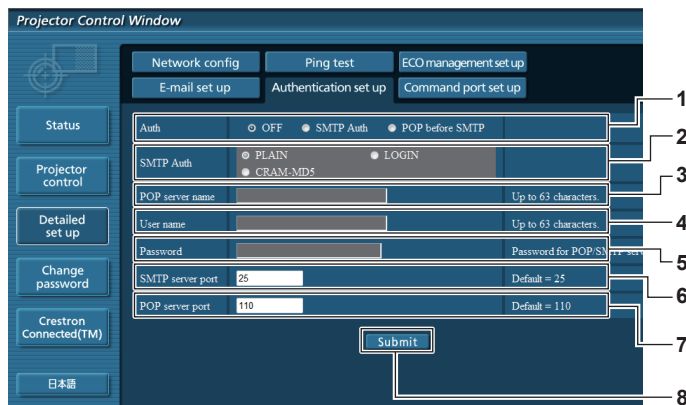 Projector Control Window
Network config Ping test ECO management set up
E-mail set up Authentication set up Command port set up
Status
Projector control
Detailed set up
Change password
Crestron Connected(TM)
日本語
Auth OFF SMTP Auth POP before SMTP 1
SMTP Auth PLAIN LOGIN 2
CRAM-MD5
POP server name Up to 63 characters. 3
User name Up to 63 characters. 4
Password Password for POP/SMTP serv 5
SMTP server port 25 Default = 25 6
POP server port 110 Default = 110 7
Submit 8